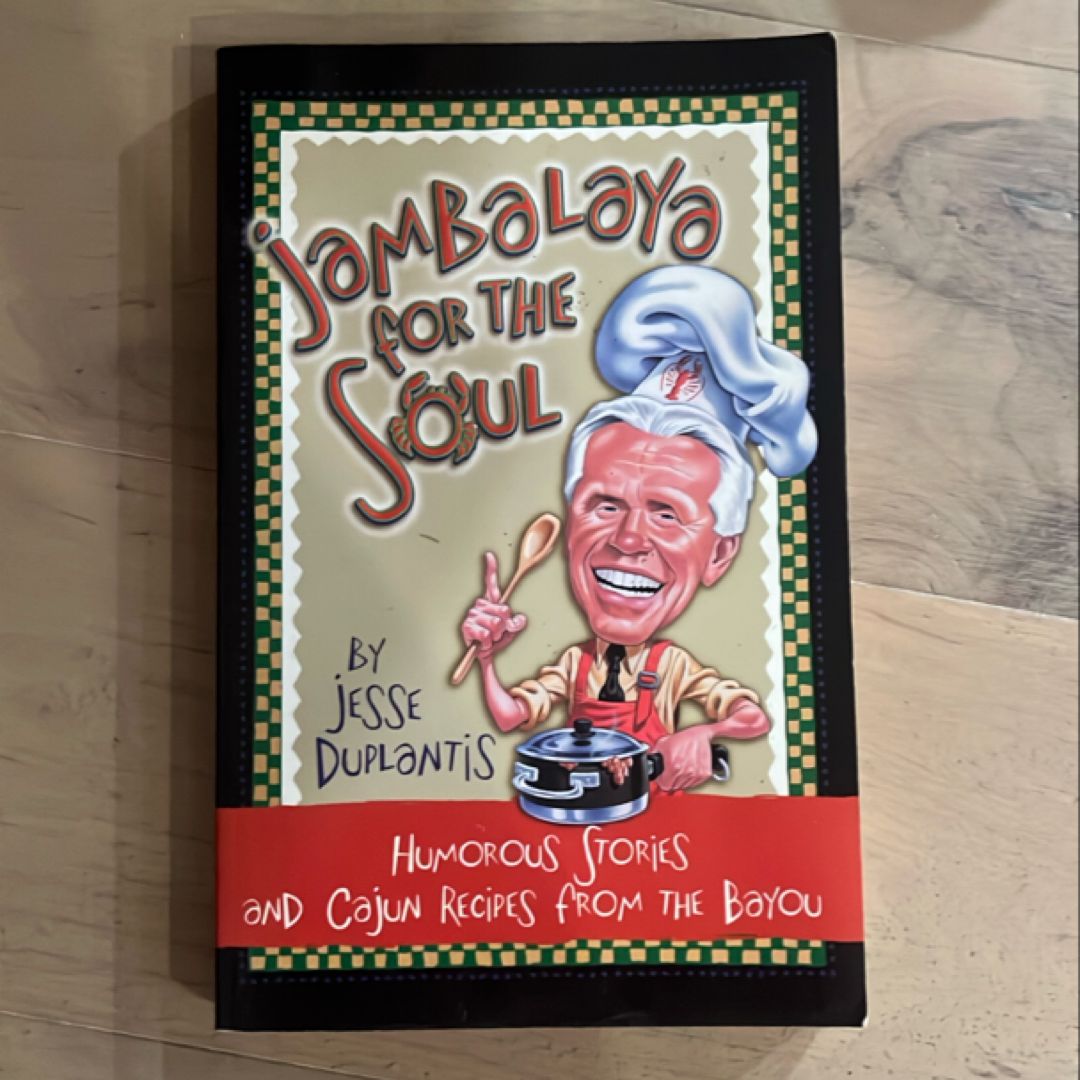 Jambalaya
for the
Soul
By
Jesse
Duplantis
Humorous Stories
and Cajun Recipes from the Bayou